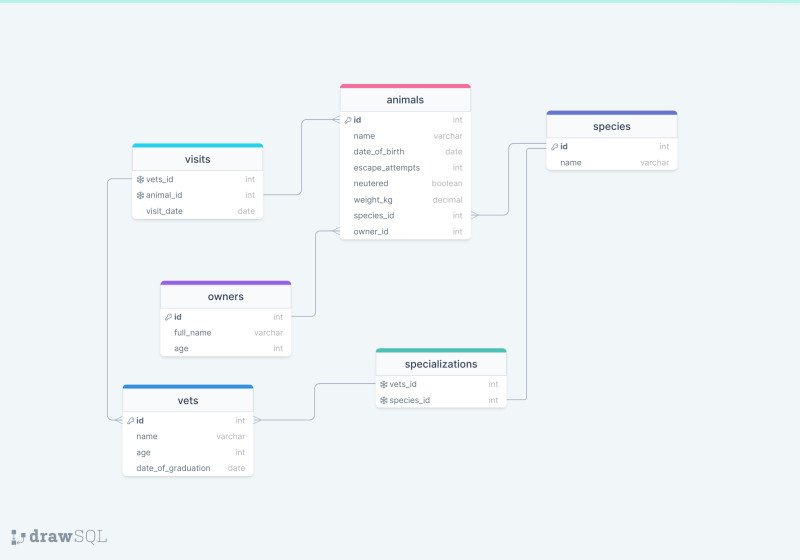 animals
id int
name varchar
date_of_birth date
escape_attempts int
neutered boolean
weight_kg decimal
species_id int
owner_id int
species
id int
name varchar
visits
vets_id int
animal_id int
visit_date date
owners
id int
full_name varchar
age int
specializations
vets_id int
species_id int
vets
id int
name varchar
age int
date_of_graduation date
drawSQL